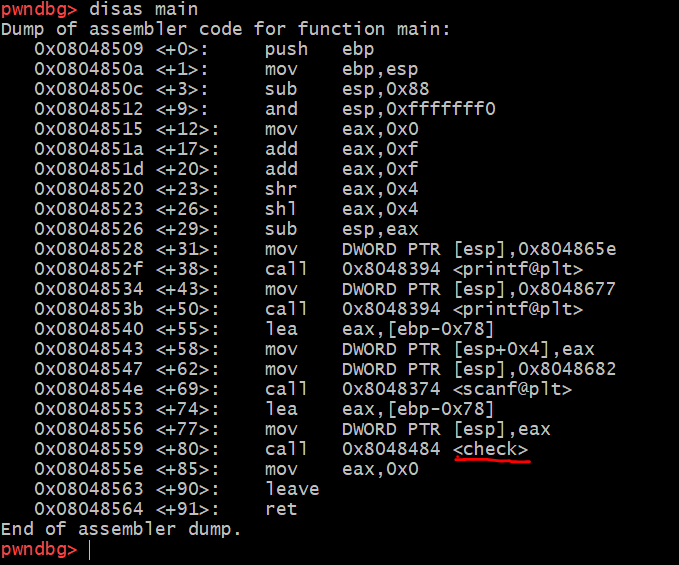 pwndbg> disas main
Dump of assembler code for function main:
   0x08048509 <+0>:     push   ebp
   0x0804850a <+1>:     mov    ebp,esp
   0x0804850c <+3>:     sub    esp,0x88
   0x08048512 <+9>:     and    esp,0xfffffff0
   0x08048515 <+12>:    mov    eax,0x0
   0x0804851a <+17>:    add    eax,0xf
   0x0804851d <+20>:    add    eax,0xf
   0x08048520 <+23>:    shr    eax,0x4
   0x08048523 <+26>:    shl    eax,0x4
   0x08048526 <+29>:    sub    esp,eax
   0x08048528 <+31>:    mov    DWORD PTR [esp],0x804865e
   0x0804852f <+38>:    call   0x8048394 <printf@plt>
   0x08048534 <+43>:    mov    DWORD PTR [esp],0x8048677
   0x0804853b <+50>:    call   0x8048394 <printf@plt>
   0x08048540 <+55>:    lea    eax,[ebp-0x78]
   0x08048543 <+58>:    mov    DWORD PTR [esp+0x4],eax
   0x08048547 <+62>:    mov    DWORD PTR [esp],0x8048682
   0x0804854e <+69>:    call   0x8048374 <scanf@plt>
   0x08048553 <+74>:    lea    eax,[ebp-0x78]
   0x08048556 <+77>:    mov    DWORD PTR [esp],eax
   0x08048559 <+80>:    call   0x8048484 <check>
   0x0804855e <+85>:    mov    eax,0x0
   0x08048563 <+90>:    leave
   0x08048564 <+91>:    ret
End of assembler dump.
pwndbg>